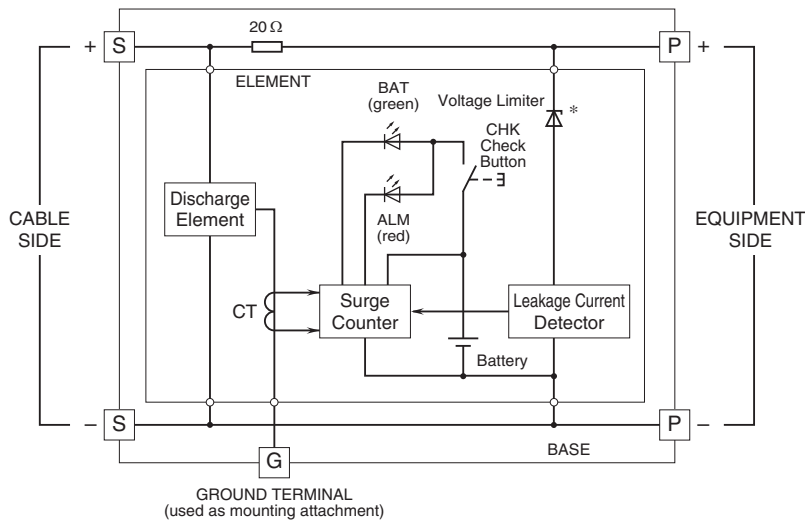 20 Ω
+ S
P +
ELEMENT
BAT
(green)
Voltage Limiter *
CHK
Check
Button
Discharge
Element
ALM
(red)
CABLE
SIDE
EQUIPMENT
SIDE
CT
Surge
Counter
Leakage Current
Detector
Battery
– S
P –
BASE
G
GROUND TERMINAL
(used as mounting attachment)